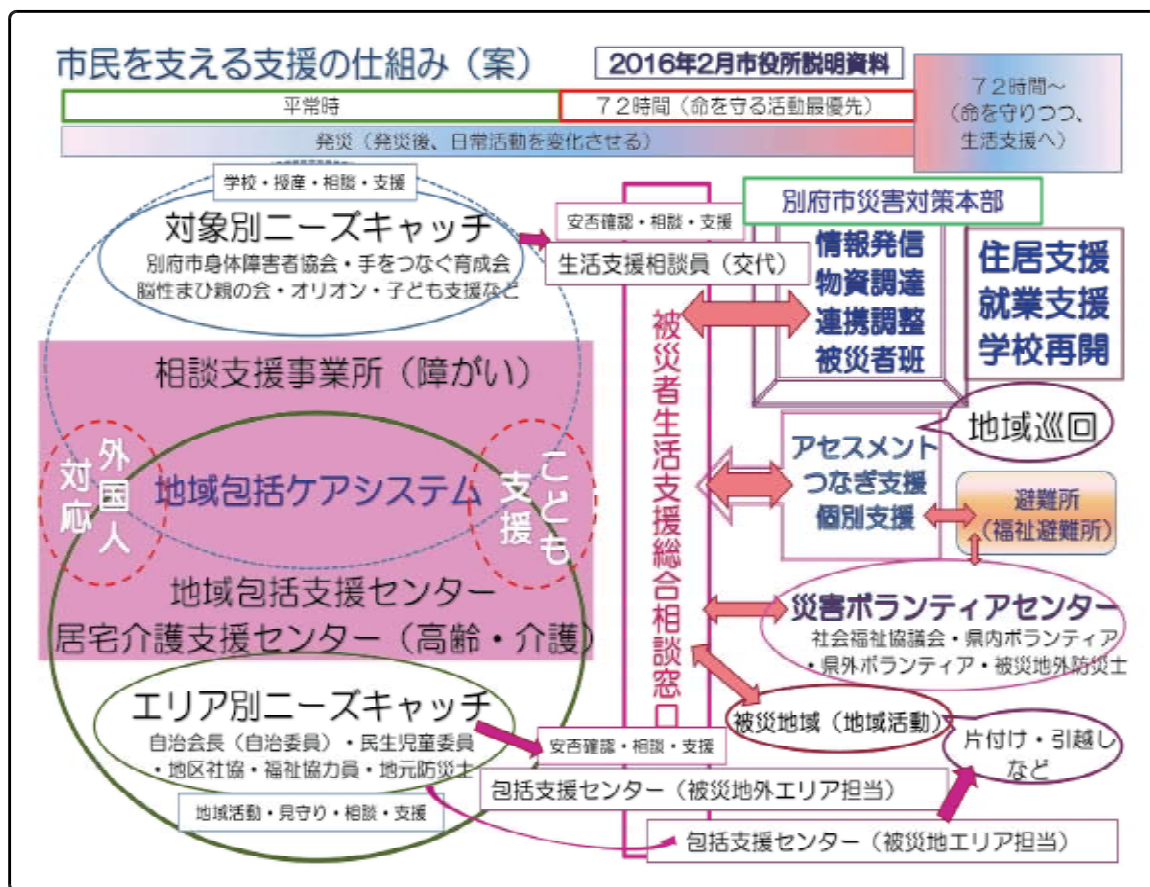 市民を支える支援の仕組み（案）
2016年2月市役所説明資料
平常時
７２時間（命を守る活動最優先）
７２時間～
（命を守りつつ、
生活支援へ）
発災（発災後、日常活動を変化させる）
学校・授産・相談・支援
対象別ニーズキャッチ
別府市身体障害者協会・手をつなぐ育成会
脳性まひ親の会・オリオン・子ども支援など
安否確認・相談・支援
生活支援相談員（交代）
別府市災害対策本部
情報発信
物資調達
連携調整
被災者班
住居支援
就業支援
学校再開
相談支援事業所（障がい）
外国人
対応
地域包括ケアシステム
こども
支援
地域包括支援センター
居宅介護支援センター（高齢・介護）
被災者生活支援総合相談窓口
地域巡回
アセスメント
つなぎ支援
個別支援
避難所
（福祉避難所）
災害ボランティアセンター
社会福祉協議会・県内ボランティア
・県外ボランティア・被災地外防災士
エリア別ニーズキャッチ
自治会長（自治委員）・民生児童委員
・地区社協・福祉協力員・地元防災士
地域活動・見守り・相談・支援
安否確認・相談・支援
被災地域（地域活動）
片付け・引越し
など
包括支援センター（被災地外エリア担当）
包括支援センター（被災地エリア担当）